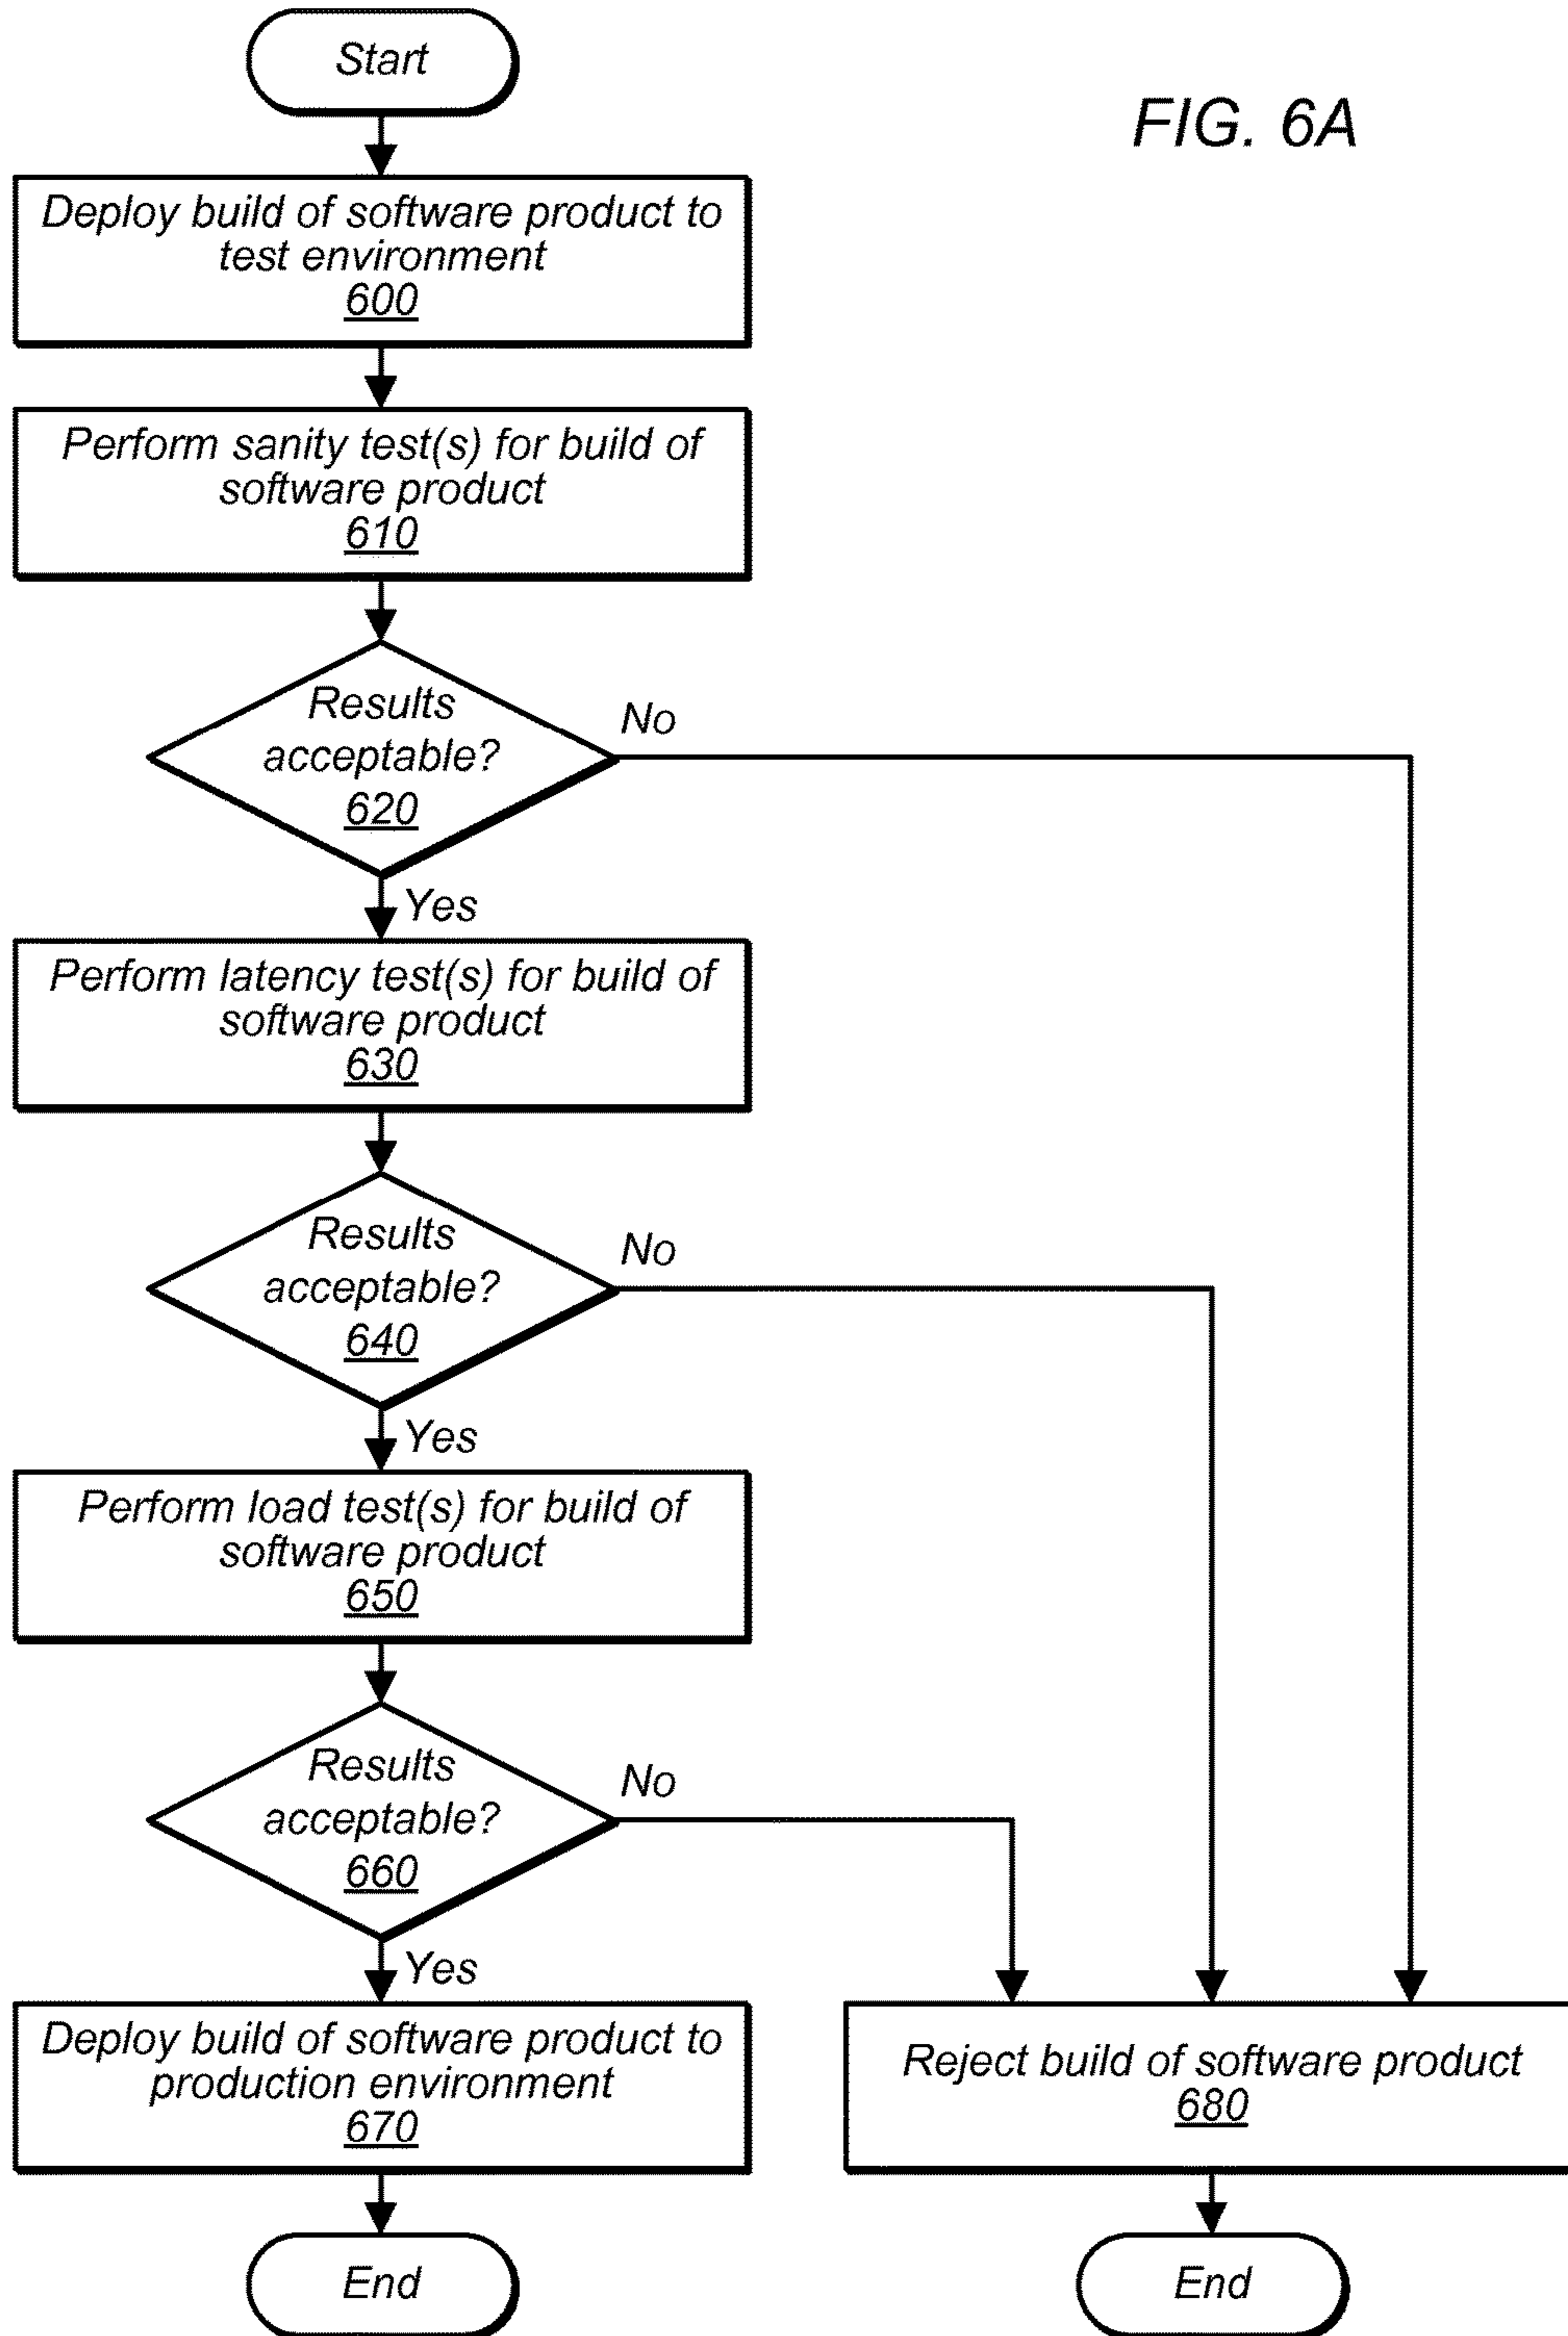 Start
FIG. 6A
Deploy build of software product to
test environment
600
Perform sanity test(s) for build of
software product
610
Results
acceptable?
620
No
Yes
Perform latency test(s) for build of
software product
630
Results
acceptable?
640
No
Yes
Perform load test(s) for build of
software product
650
Results
acceptable?
660
No
Yes
Deploy build of software product to
production environment
670
Reject build of software product
680
End
End